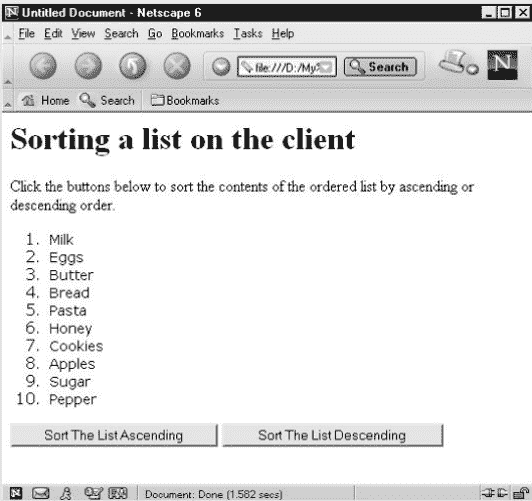 Untitled Document - Netscape 6
File Edit View Search Go Bookmarks Tasks Help
file:///D:/My Search N
Home Search Bookmarks
Sorting a list on the client
Click the buttons below to sort the contents of the ordered list by ascending or
descending order.
1. Milk
2. Eggs
3. Butter
4. Bread
5. Pasta
6. Honey
7. Cookies
8. Apples
9. Sugar
10. Pepper
Sort The List Ascending Sort The List Descending
Document: Done (1.582 secs)